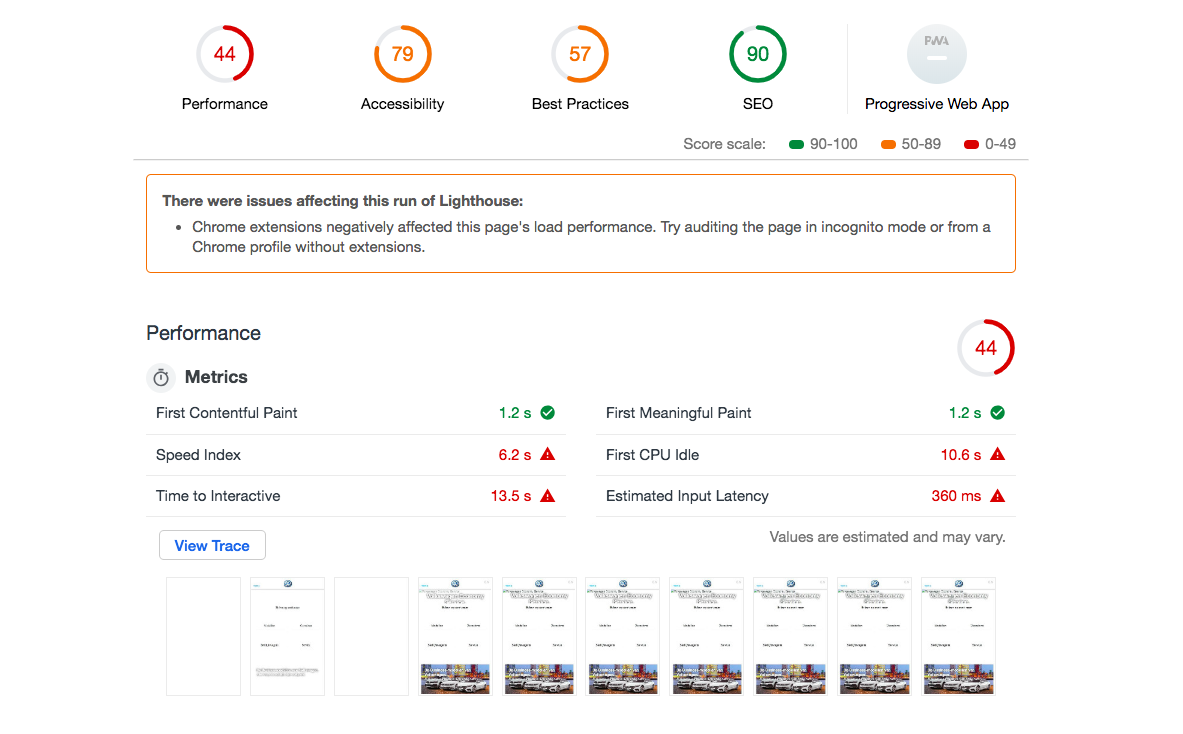 44
79
57
90
PWA
Performance
Accessibility
Best Practices
SEO
Progressive Web App
Score scale:
90-100
50-89
0-49
There were issues affecting this run of Lighthouse:
• Chrome extensions negatively affected this page's load performance. Try auditing the page in incognito mode or from a
Chrome profile without extensions.
Performance
44
Metrics
First Contentful Paint
1.2 s
First Meaningful Paint
1.2 s
Speed Index
6.2 s
First CPU Idle
10.6 s
Time to Interactive
13.5 s
Estimated Input Latency
360 ms
View Trace
Values are estimated and may vary.